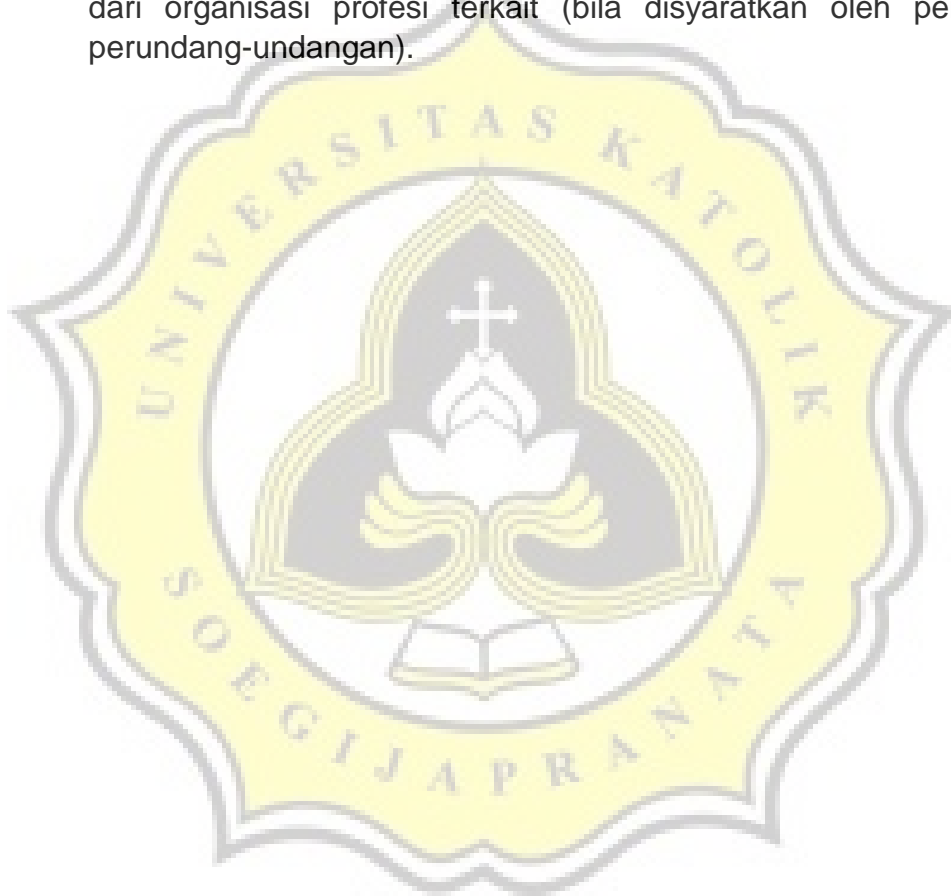 dari organisasi profesi terkait (bila disyaratkan oleh pe
perundang-undangan).
UNIVERSITAS KATOLIK
SOEGIJAPRANATA